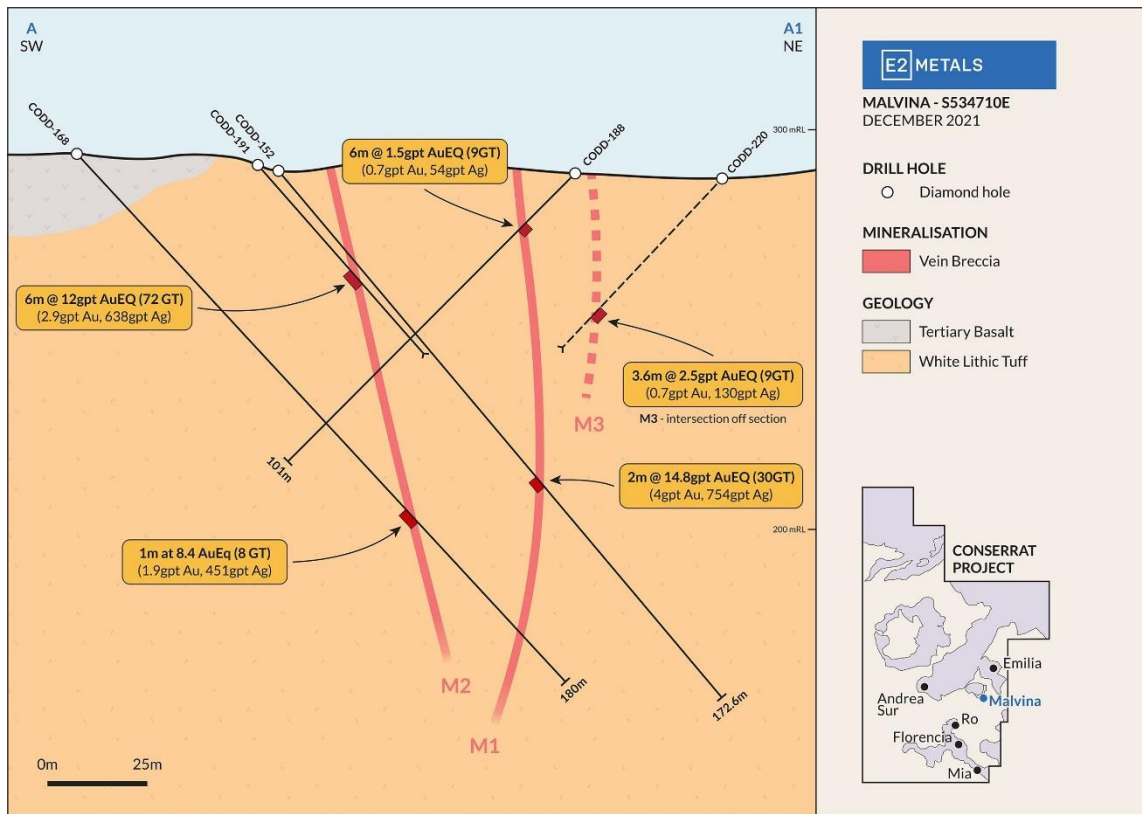 A
SW
A1
NE
CODD-168
CODD-191
CODD-152
CODD-188
CODD-220
300 mRL
200 mRL
6m @ 1.5gpt AuEQ (9GT)
(0.7gpt Au, 54gpt Ag)
6m @ 12gpt AuEQ (72 GT)
(2.9gpt Au, 638gpt Ag)
3.6m @ 2.5gpt AuEQ (9GT)
(0.7gpt Au, 130gpt Ag)
M3 - intersection off section
M3
101m
2m @ 14.8gpt AuEQ (30GT)
(4gpt Au, 754gpt Ag)
1m at 8.4 AuEq (8 GT)
(1.9gpt Au, 451gpt Ag)
M2
180m
172.6m
M1
0m
25m
E2 METALS
MALVINA - S534710E
DECEMBER 2021
DRILL HOLE
Diamond hole
MINERALISATION
Vein Breccia
GEOLOGY
Tertiary Basalt
White Lithic Tuff
CONSERRAT
PROJECT
Emilia
Andrea
Sur
Malvina
Ro
Florencia
Mia